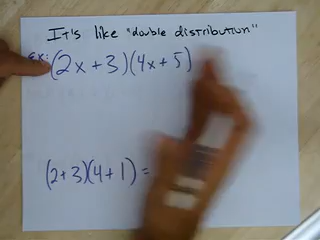 It's like "double distribution"
Ex: (2x+3)(4x+5)
(2+3)(4+1)=